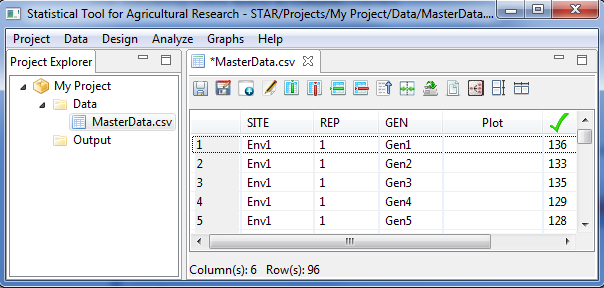 Statistical Tool for Agricultural Research - STAR/Projects/My Project/Data/MasterData....
Project Data Design Analyze Graphs Help
Project Explorer
My Project
Data
MasterData.csv
Output
*MasterData.csv
SITE REP GEN Plot
1 Env1 1 Gen1 136
2 Env1 1 Gen2 133
3 Env1 1 Gen3 135
4 Env1 1 Gen4 129
5 Env1 1 Gen5 128
Column(s): 6 Row(s): 96